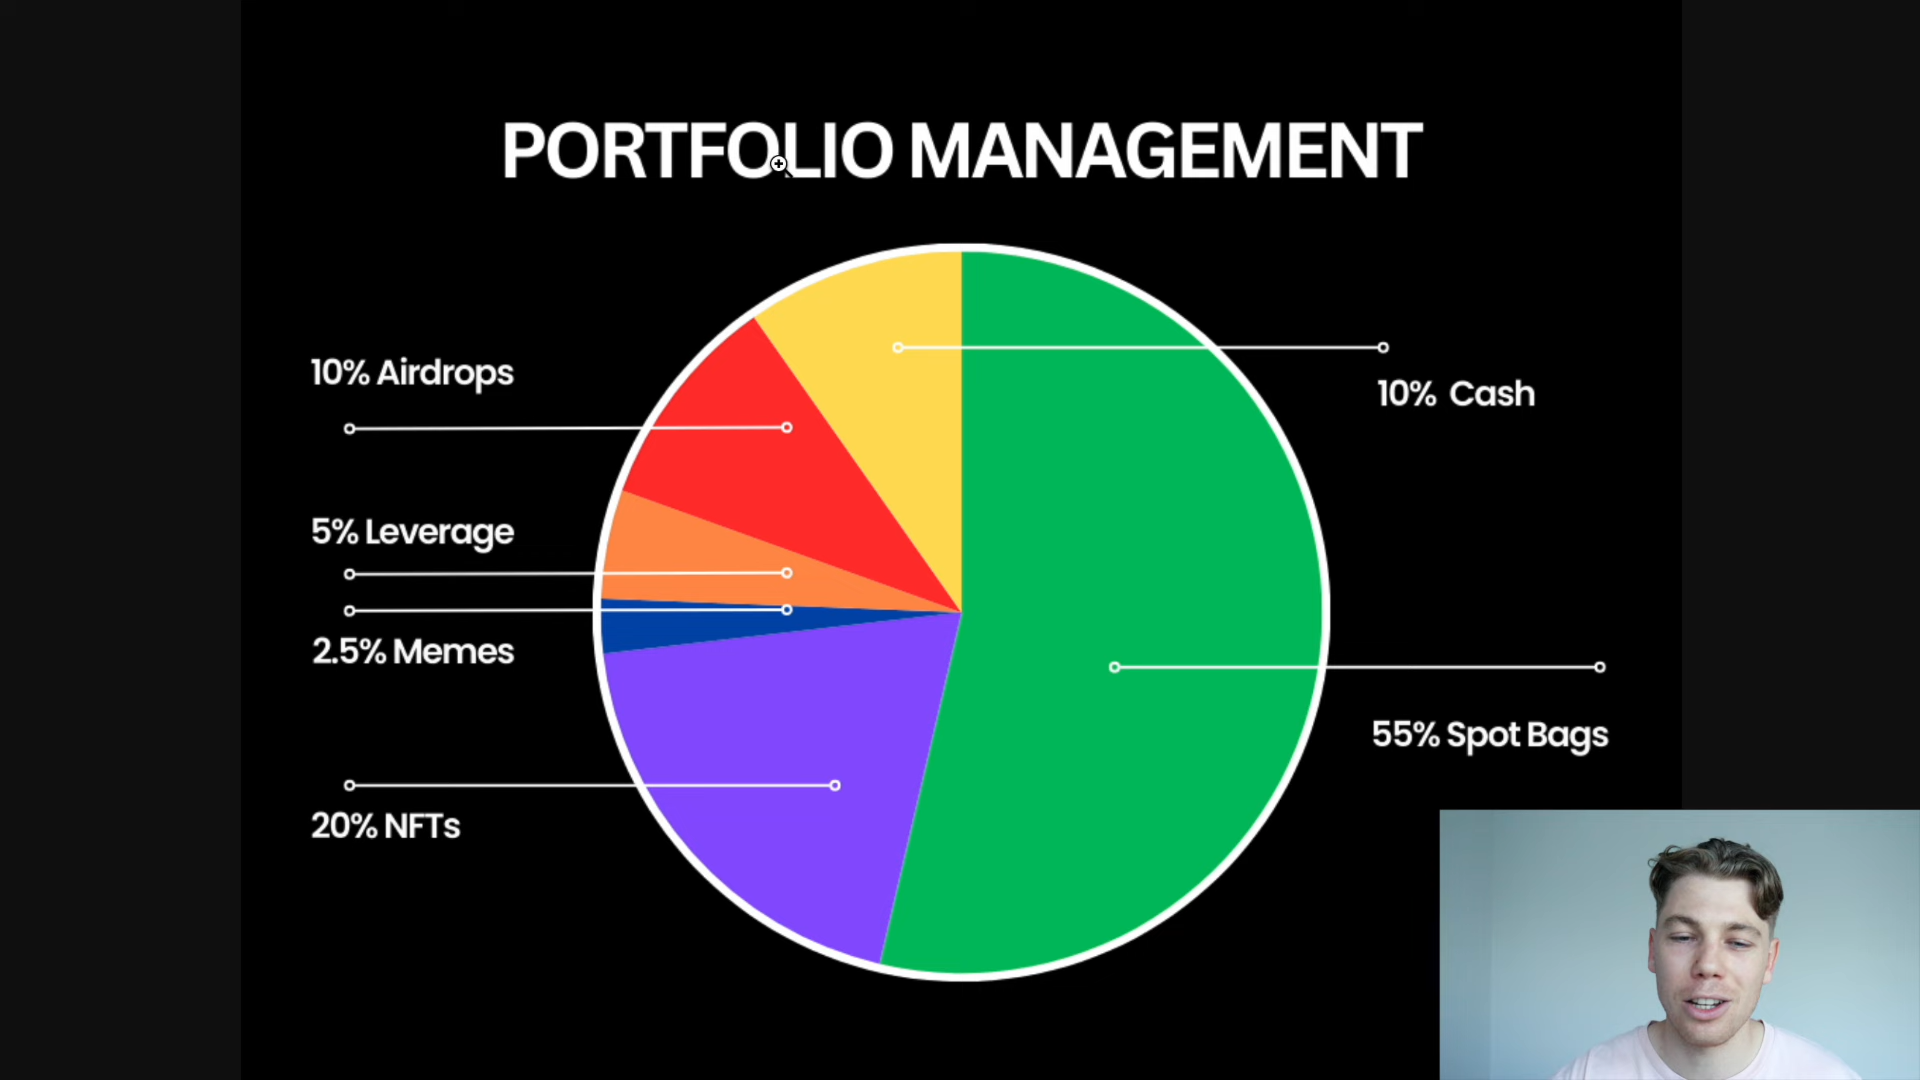 PORTFOLIO MANAGEMENT
10% Airdrops
10% Cash
5% Leverage
2.5% Memes
55% Spot Bags
20% NFTs